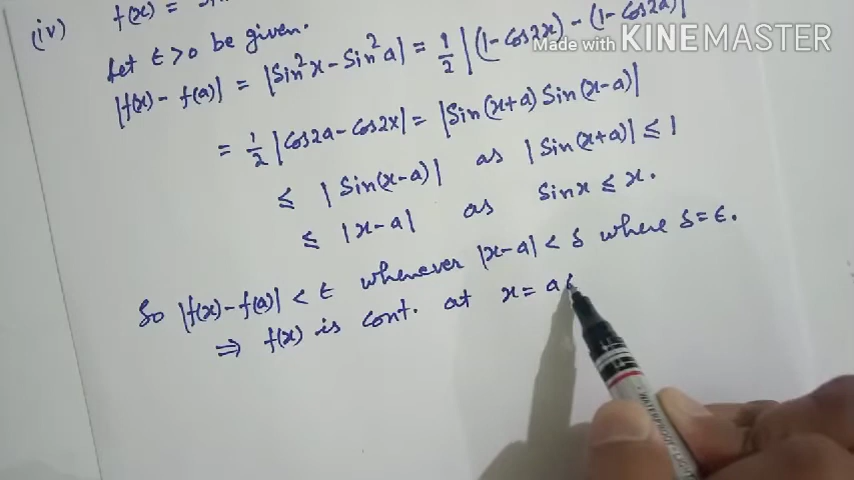 (iv) f(x) =
Let ε>0 be given.
|f(x) - f(a)| = |Sin²x - Sin²a| = 1/2 |(1-Cos2x) - (1-Cos2a)|
Made with KINEMASTER
= 1/2 |Cos2a - Cos2x| = |Sin(x+a) Sin(x-a)|
≤ |Sin(x-a)| as |Sin(x+a)| ≤ 1
≤ |x-a| as Sinx ≤ x.
So |f(x)-f(a)| < ε whenever |x-a| < δ where δ=ε.
⇒ f(x) is cont. at x = a